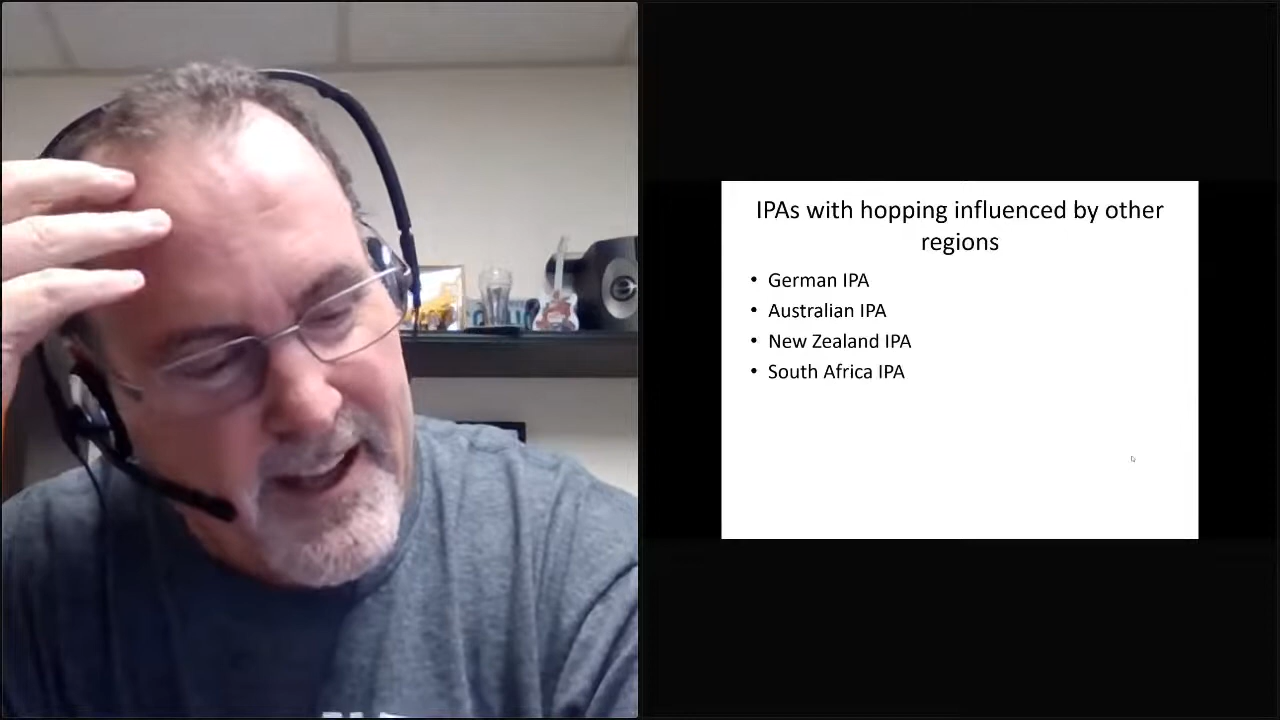 IPAs with hopping influenced by other
regions
• German IPA
• Australian IPA
• New Zealand IPA
• South Africa IPA